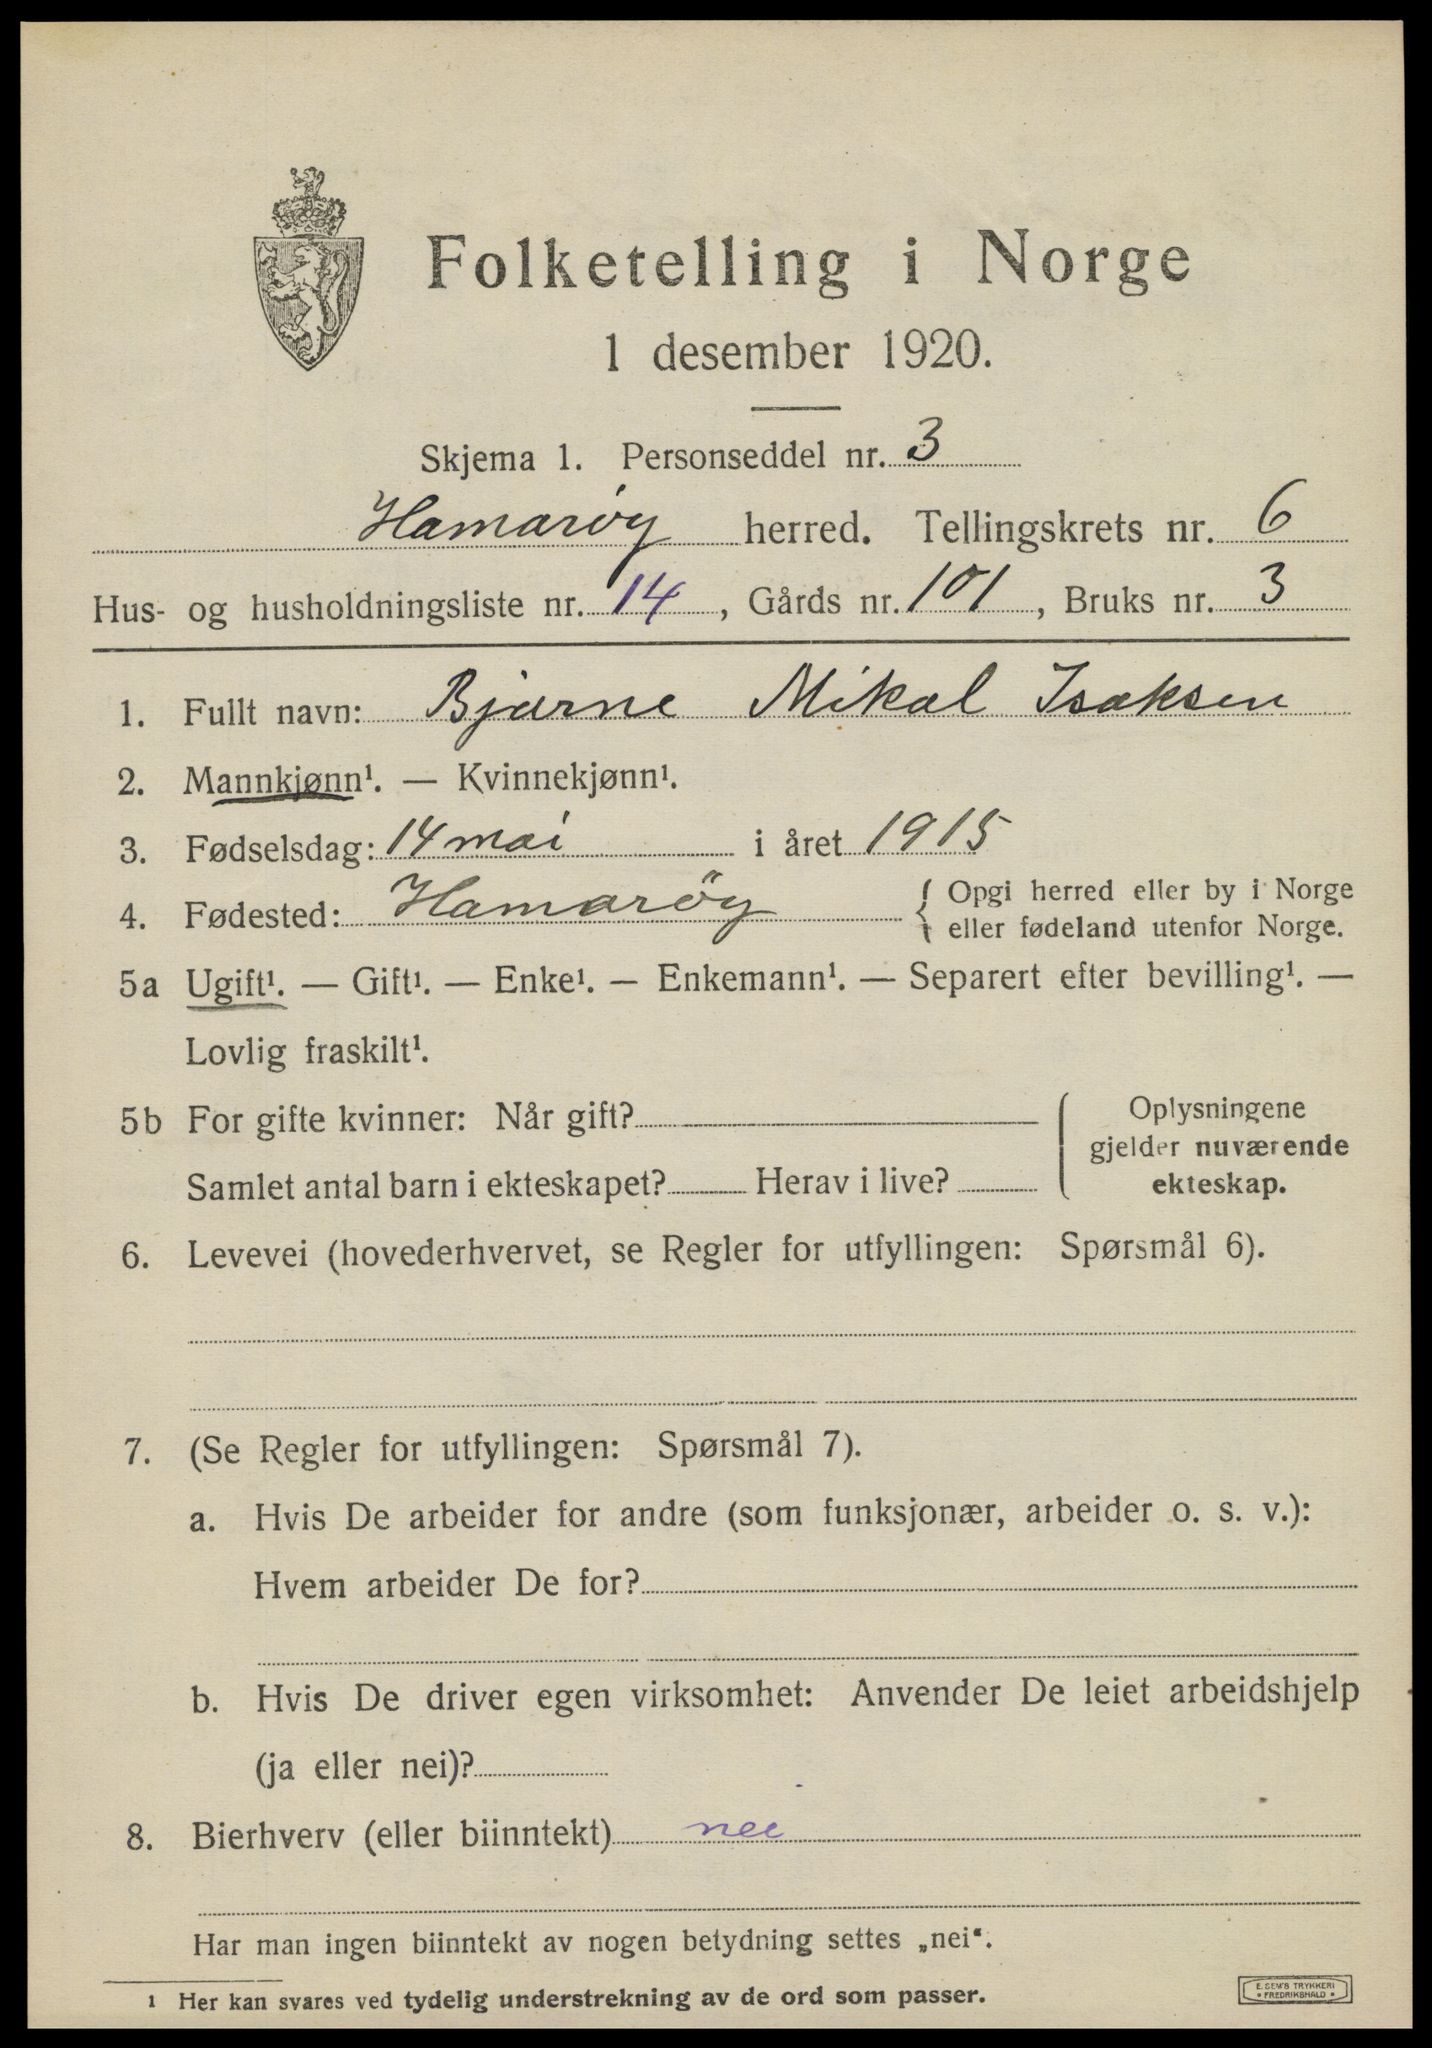 Folketelling i Norge
1 desember 1920.
Skjema 1. Personseddel nr. 3
Hamarøy herred. Tellingskrets nr. 6
Hus- og husholdningsliste nr. 14, Gårds nr. 101, Bruks nr. 3
1. Fullt navn: Bjarne Mikal Isaksen
2. Mannkjønn¹. — Kvinnekjønn¹.
3. Fødselsdag: 14 mai i året 1915
4. Fødested: Hamaröy { Opgi herred eller by i Norge
eller fødeland utenfor Norge.
5a Ugift¹. — Gift¹. — Enke¹. — Enkemann¹. — Separert efter bevilling¹. —
Lovlig fraskilt¹.
5b For gifte kvinner: Når gift? { Oplysningene
gjelder nuværende
Samlet antal barn i ekteskapet? Herav i live? ekteskap.
6. Levevei (hovederhvervet, se Regler for utfyllingen: Spørsmål 6).
7. (Se Regler for utfyllingen: Spørsmål 7).
a. Hvis De arbeider for andre (som funksjonær, arbeider o. s. v.):
Hvem arbeider De for?
b. Hvis De driver egen virksomhet: Anvender De leiet arbeidshjelp
(ja eller nei)?
8. Bierhverv (eller biinntekt) nei
Har man ingen biinntekt av nogen betydning settes „nei“.
1 Her kan svares ved tydelig understrekning av de ord som passer.
E. SEM'S TRYKKERI
• FREDRIKSHALD •